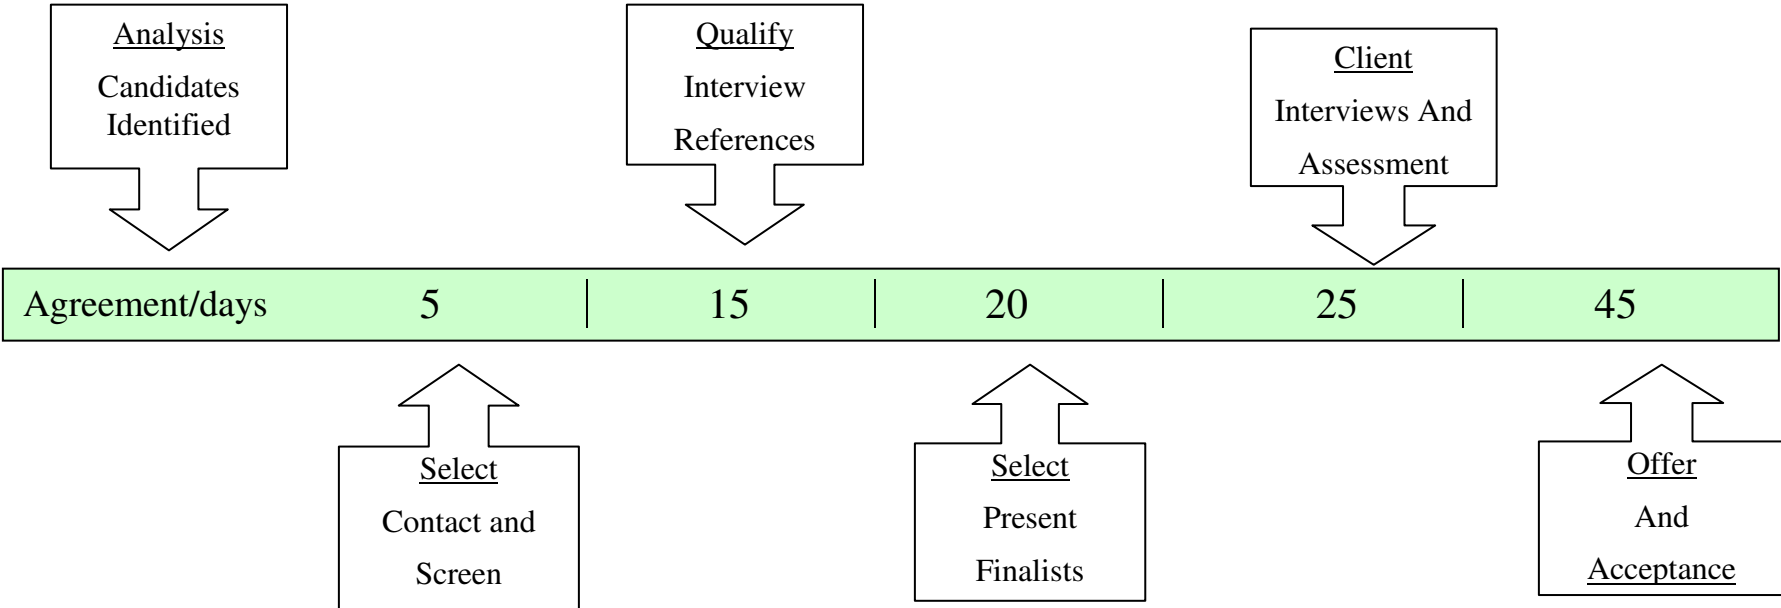 Analysis
Candidates
Identified
Qualify
Interview
References
Client
Interviews And
Assessment
Agreement/days 5 15 20 25 45
Select
Contact and
Screen
Select
Present
Finalists
Offer
And
Acceptance